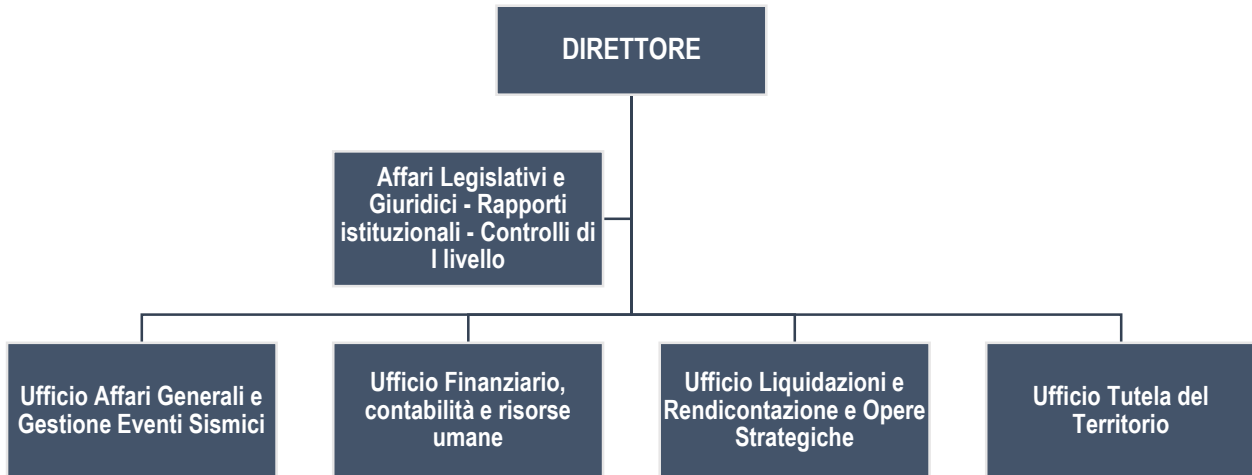 DIRETTORE
Affari Legislativi e
Giuridici - Rapporti
istituzionali - Controlli di
I livello
Ufficio Affari Generali e
Gestione Eventi Sismici
Ufficio Finanziario,
contabilità e risorse
umane
Ufficio Liquidazioni e
Rendicontazione e Opere
Strategiche
Ufficio Tutela del
Territorio